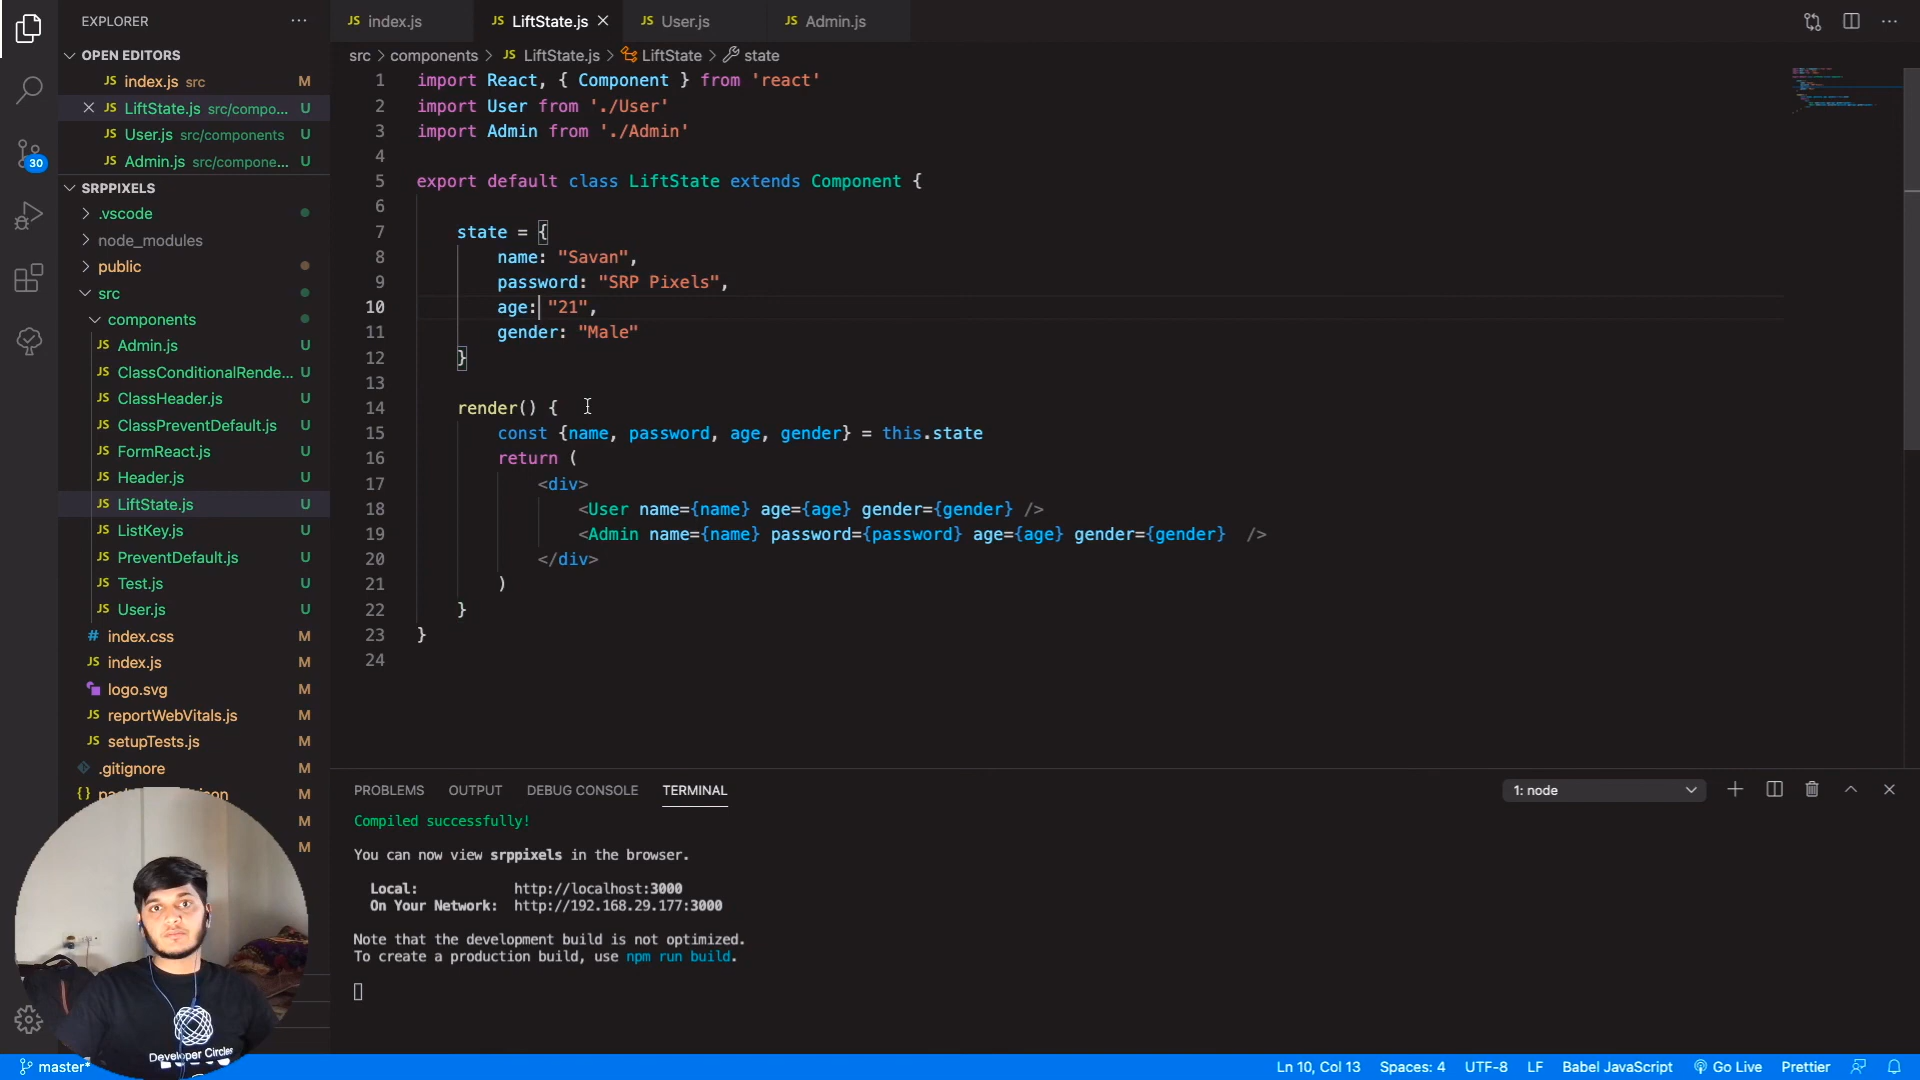 EXPLORER
OPEN EDITORS
JS index.js src M
JS LiftState.js src/compo... U
JS User.js src/components U
JS Admin.js src/compone... U
30
SRPPIXELS
.vscode
node_modules
public
src
components
JS Admin.js U
JS ClassConditionalRende... U
JS ClassHeader.js U
JS ClassPreventDefault.js U
JS FormReact.js U
JS Header.js U
JS LiftState.js U
JS ListKey.js U
JS PreventDefault.js U
JS Test.js U
JS User.js U
# index.css M
JS index.js M
logo.svg M
JS reportWebVitals.js M
JS setupTests.js M
.gitignore M
M
M
M
Developer Circles
JS index.js
JS LiftState.js
JS User.js
JS Admin.js
src > components > JS LiftState.js > LiftState > state
1 import React, { Component } from 'react'
2 import User from './User'
3 import Admin from './Admin'
4
5 export default class LiftState extends Component {
6
7 state = {
8 name: "Savan",
9 password: "SRP Pixels",
10 age: "21",
11 gender: "Male"
12 }
13
14 render() {
15 const {name, password, age, gender} = this.state
16 return (
17 <div>
18 <User name={name} age={age} gender={gender} />
19 <Admin name={name} password={password} age={age} gender={gender}  />
20 </div>
21 )
22 }
23 }
24
PROBLEMS OUTPUT DEBUG CONSOLE TERMINAL
1: node
Compiled successfully!
You can now view srppixels in the browser.
Local: http://localhost:3000
On Your Network: http://192.168.29.177:3000
Note that the development build is not optimized.
To create a production build, use npm run build.
master*
Ln 10, Col 13 Spaces: 4 UTF-8 LF Babel JavaScript Go Live Prettier